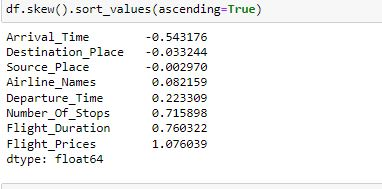 df.skew().sort_values(ascending=True)
Arrival_Time -0.543176
Destination_Place -0.033244
Source_Place -0.002970
Airline_Names 0.082159
Departure_Time 0.223309
Number_Of_Stops 0.715898
Flight_Duration 0.760322
Flight_Prices 1.076039
dtype: float64